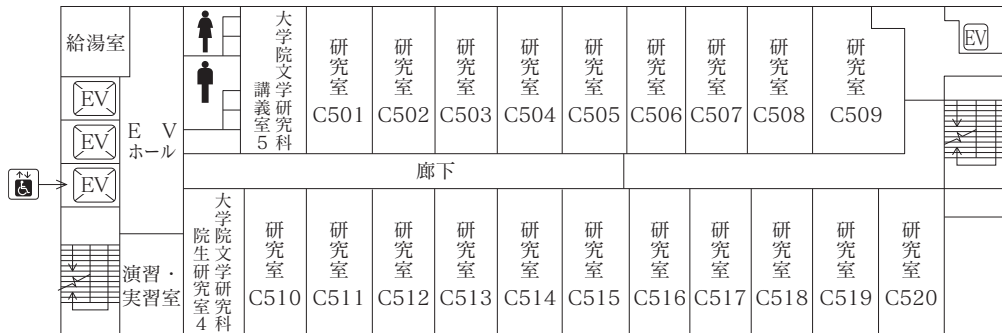 給湯室
EV
EV
EV
EV
ホール
大学院文学研究科
講義室5
研究室
C501
研究室
C502
研究室
C503
研究室
C504
研究室
C505
研究室
C506
研究室
C507
研究室
C508
研究室
C509
EV
廊下
演習・
実習室
大学院文学研究科
院生研究室4
研究室
C510
研究室
C511
研究室
C512
研究室
C513
研究室
C514
研究室
C515
研究室
C516
研究室
C517
研究室
C518
研究室
C519
研究室
C520